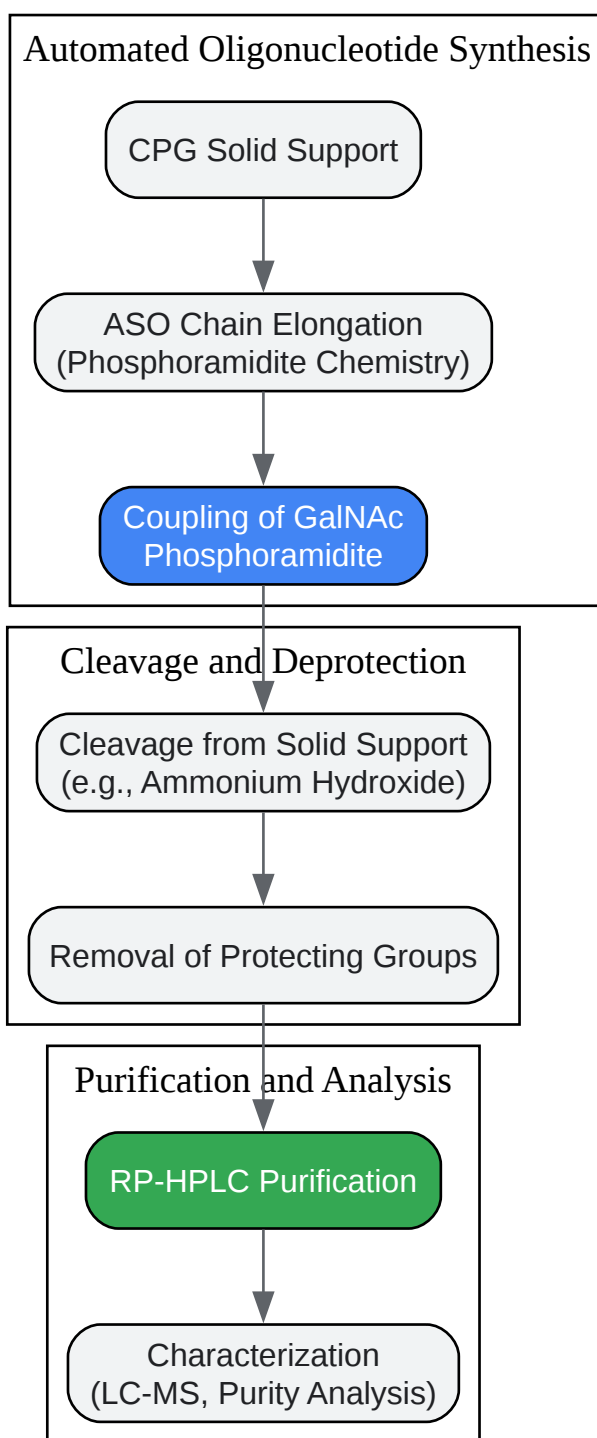 Automated Oligonucleotide Synthesis
CPG Solid Support
ASO Chain Elongation
(Phosphoramidite Chemistry)
Coupling of GalNAc
Phosphoramidite
Cleavage and Deprotection
Cleavage from Solid Support
(e.g., Ammonium Hydroxide)
Removal of Protecting Groups
Purification and Analysis
RP-HPLC Purification
Characterization
(LC-MS, Purity Analysis)